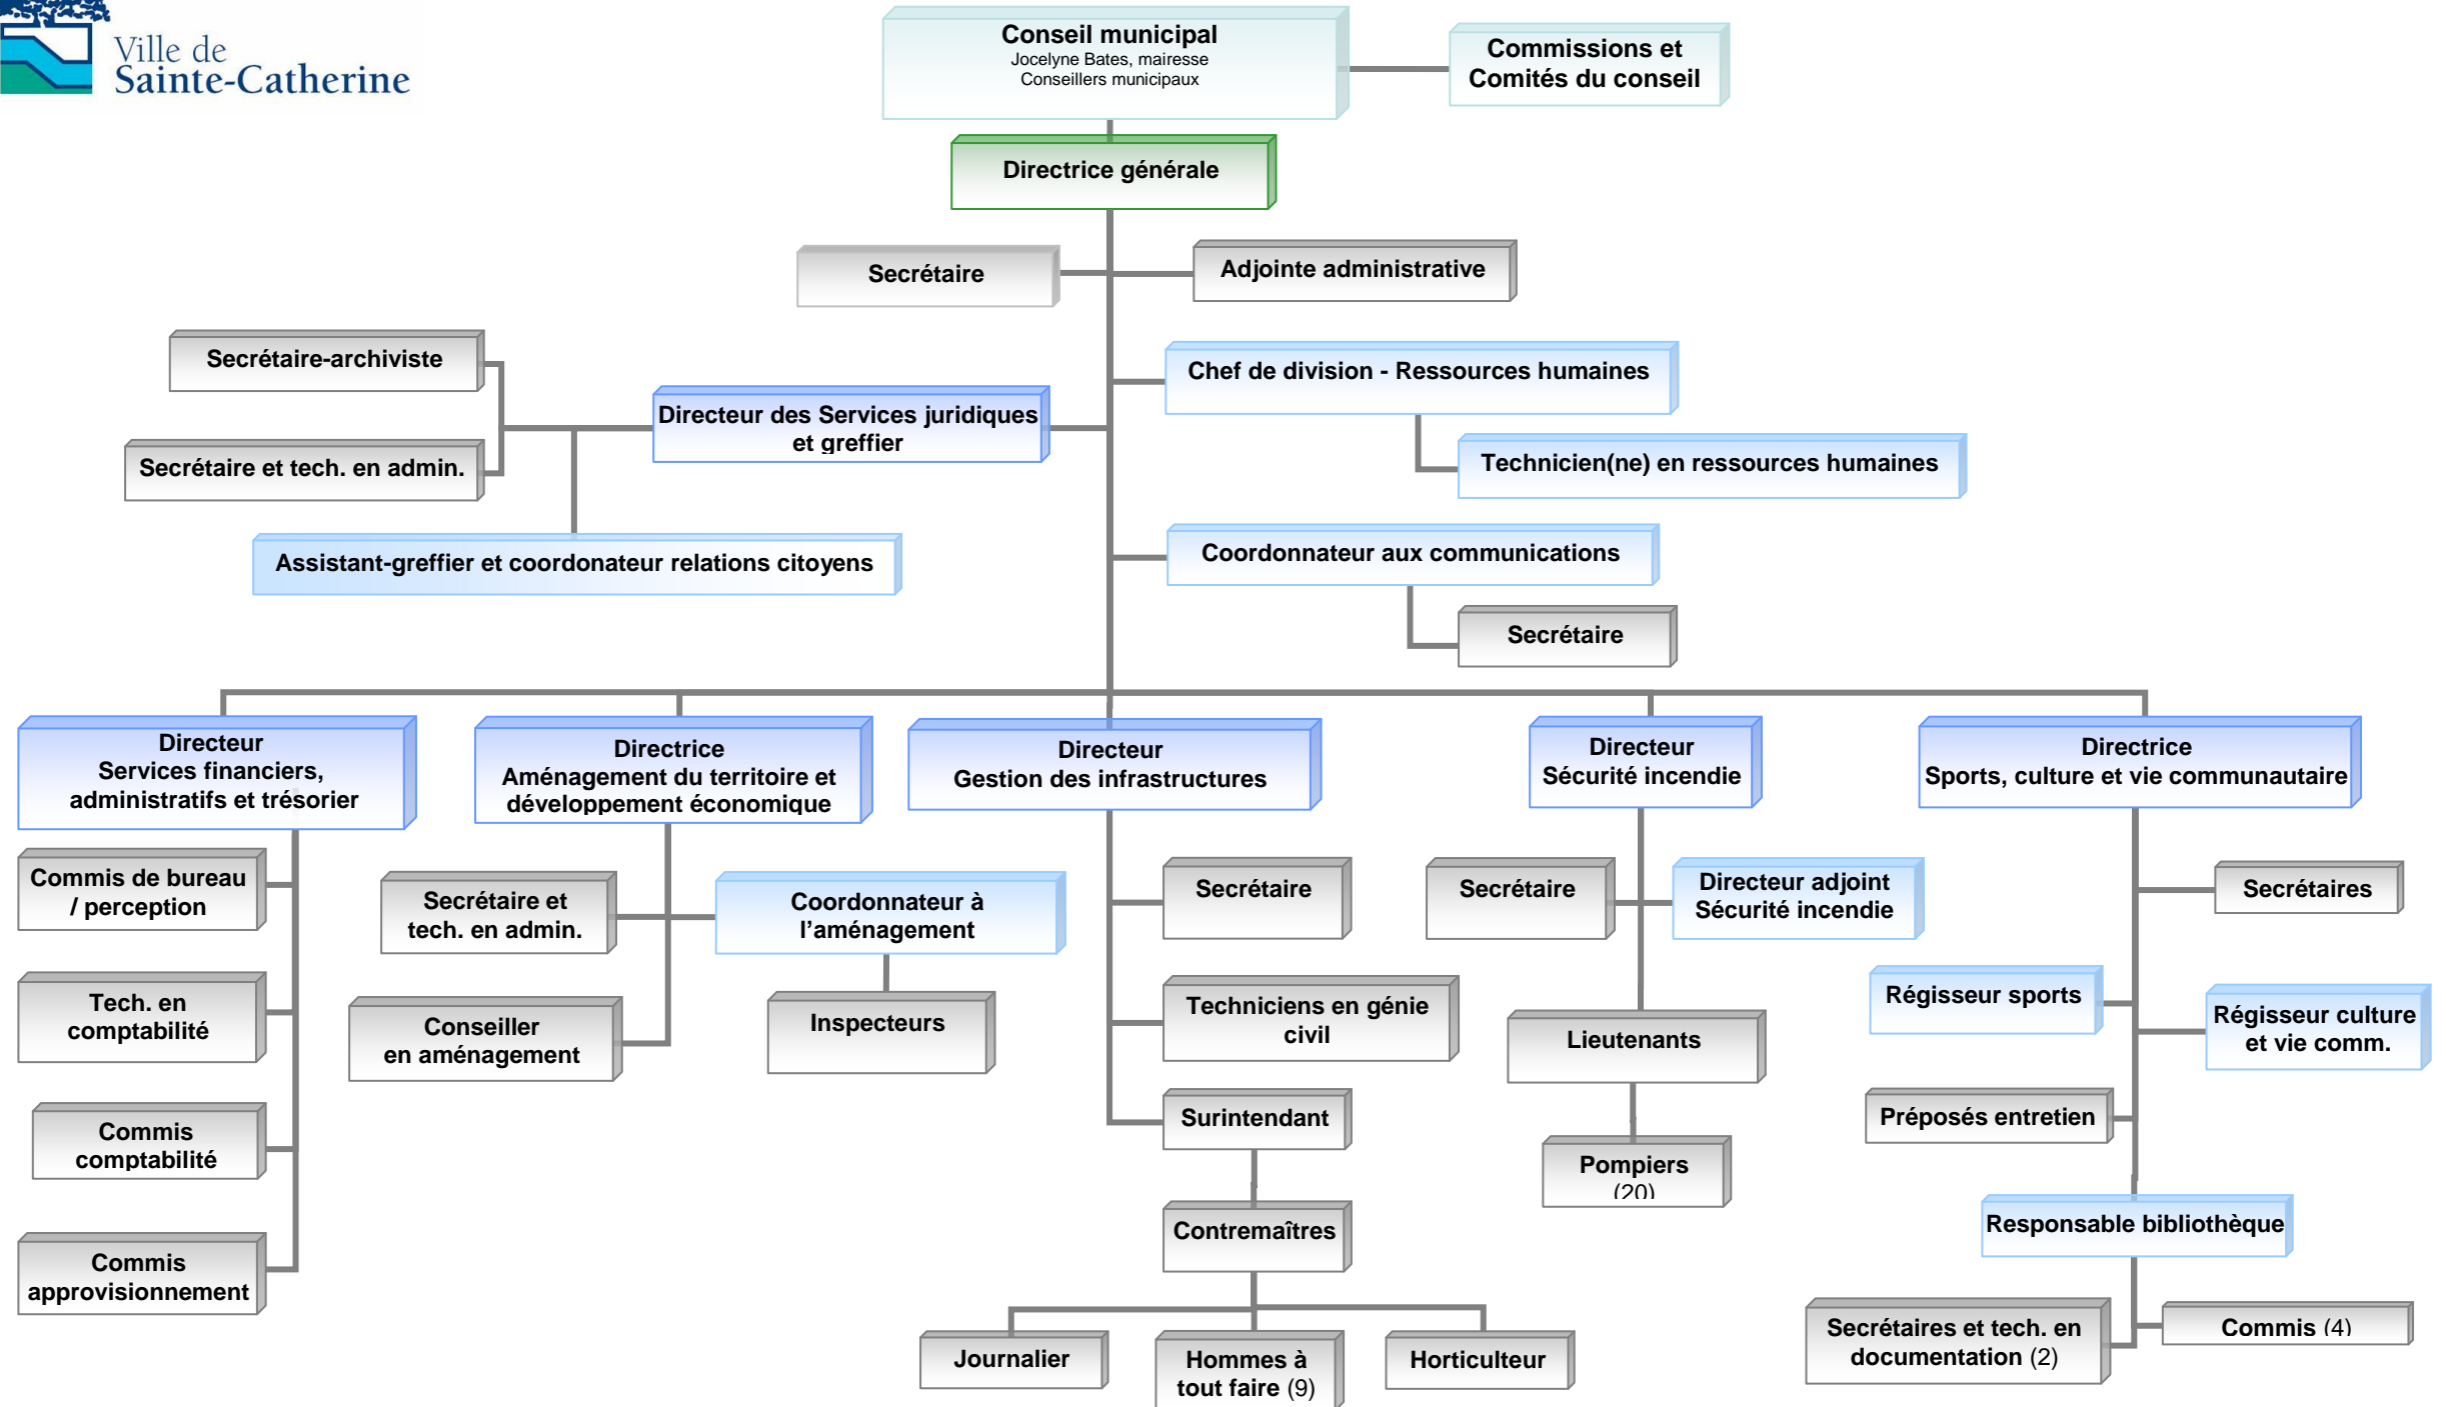 Ville de
Sainte-Catherine
Conseil municipal
Jocelyne Bates, mairesse
Conseillers municipaux
Commissions et
Comités du conseil
Directrice générale
Secrétaire
Adjointe administrative
Secrétaire-archiviste
Chef de division - Ressources humaines
Directeur des Services juridiques
et greffier
Secrétaire et tech. en admin.
Technicien(ne) en ressources humaines
Assistant-greffier et coordonateur relations citoyens
Coordonnateur aux communications
Secrétaire
Directeur
Services financiers,
administratifs et trésorier
Directrice
Aménagement du territoire et
développement économique
Directeur
Gestion des infrastructures
Directeur
Sécurité incendie
Directrice
Sports, culture et vie communautaire
Commis de bureau
/ perception
Tech. en
comptabilité
Commis
comptabilité
Commis
approvisionnement
Secrétaire et
tech. en admin.
Coordonnateur à
l'aménagement
Conseiller
en aménagement
Inspecteurs
Secrétaire
Techniciens en génie
civil
Surintendant
Contremaîtres
Journalier
Hommes à
tout faire (9)
Horticulteur
Secrétaire
Directeur adjoint
Sécurité incendie
Lieutenants
Pompiers
(20)
Secrétaires
Régisseur sports
Régisseur culture
et vie comm.
Préposés entretien
Responsable bibliothèque
Secrétaires et tech. en
documentation (2)
Commis (4)